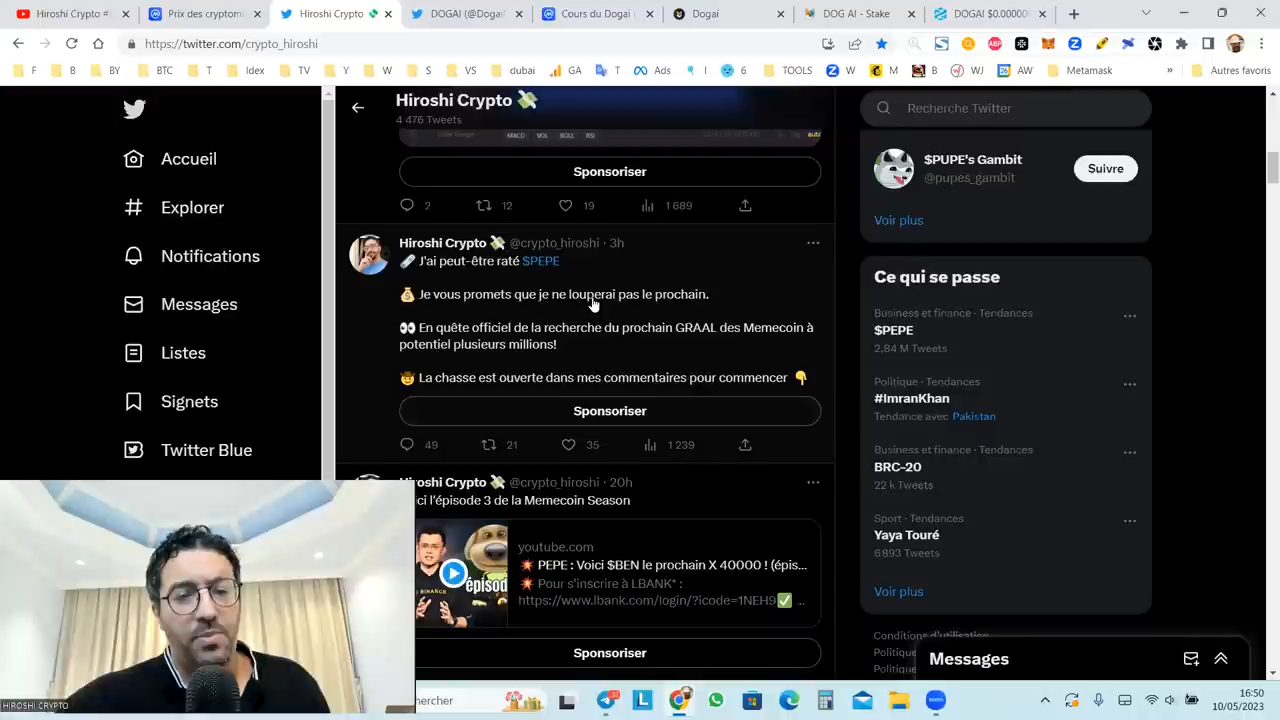 Hiroshi Crypto #
Prix des cryptom
Hiroshi Crypto
DOGAI (@Dogai
Cours du Dogai (
Dogai
DOG AI - Stake
DOGAI $0.00000
https://twitter.com/crypto_hiroshi
F
B
BY
BTC
T
Idex
TV
Y
W
S
VS
dubai
GA
T
Ads
I
6
TOOLS
W
M
B
WJ
AW
Metamask
»
Autres favoris
Accueil
Explorer
Notifications
Messages
Listes
Signets
Twitter Blue
Hiroshi Crypto 💸
4 476 Tweets
MACD VOL BOLL RSI
Sponsoriser
2 12 19 1 689
Hiroshi Crypto 💸 @crypto_hiroshi · 3h
J'ai peut-être raté $PEPE
💰 Je vous promets que je ne louperai pas le prochain.
quête officiel de la recherche du prochain GRAAL des Memecoin à
potentiel plusieurs millions!
🤠 La chasse est ouverte dans mes commentaires pour commencer 👇
Sponsoriser
49 21 35 1 239
Hiroshi Crypto 💸 @crypto_hiroshi · 20h
ci l'épisode 3 de la Memecoin Season
BINANCE
épisod
youtube.com
💥 PEPE : Voici $BEN le prochain X 40000 ! (épis...
💥 Pour s'inscrire à LBANK* :
https://www.lbank.com/login/?icode=1NEH9✅ ...
Sponsoriser
Recherche Twitter
$PUPE's Gambit
@pupes_gambit
Suivre
Voir plus
Ce qui se passe
Business et finance · Tendances
$PEPE
2,84 M Tweets
Politique · Tendances
#ImranKhan
Tendance avec Pakistan
Business et finance · Tendances
BRC-20
22 k Tweets
Sport · Tendances
Yaya Touré
6 893 Tweets
Voir plus
Conditions d'utilisation
Politique
Politique
Messages
HIROSHI CRYPTO
hercher
16:50
10/05/2023